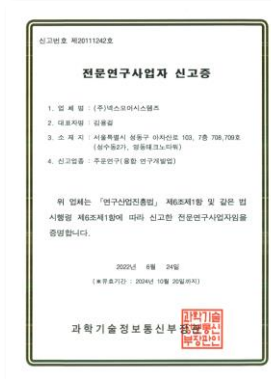 신고번호 제20111242호
전문연구사업자 신고증
1. 업 체 명 : (주)넥스모어시스템즈
2. 대표자명 : 김용길
3. 소 재 지 : 서울특별시 성동구 아차산로 103, 7층 708,709호
(성수동2가, 영동테크노타워)
4. 신고업종 : 주문연구(융합 연구개발업)
위 업체는 「연구산업진흥법」 제6조제1항 및 같은 법
시행령 제6조제1항에 따라 신고한 전문연구사업자임을
증명합니다.
2022년 8월 24일
(※유효기간 : 2024년 10월 20일까지)
과학기술정보통신부장관